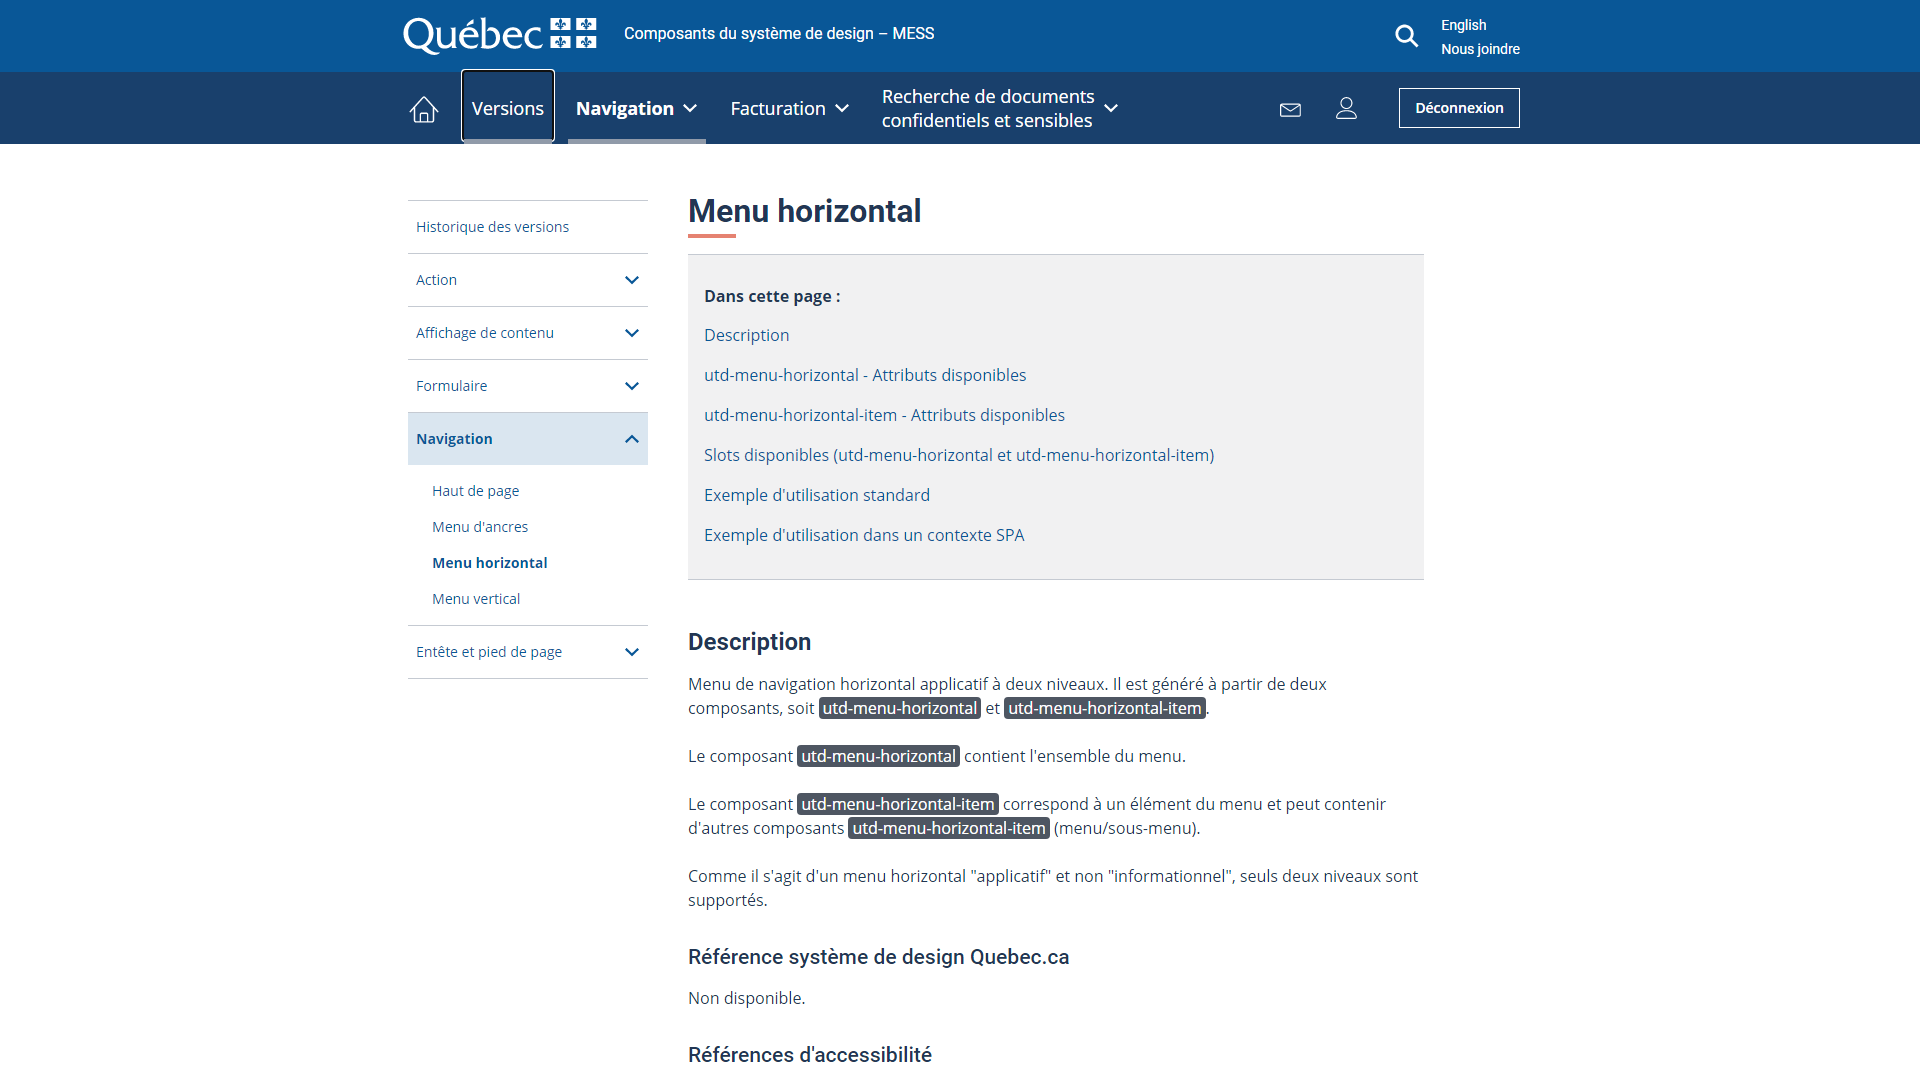 Québec
Composants du système de design – MESS
English
Nous joindre
Versions
Navigation
Facturation
Recherche de documents
confidentiels et sensibles
Déconnexion
Historique des versions
Action
Affichage de contenu
Formulaire
Navigation
Haut de page
Menu d'ancres
Menu horizontal
Menu vertical
Entête et pied de page
Menu horizontal
Dans cette page :
Description
utd-menu-horizontal - Attributs disponibles
utd-menu-horizontal-item - Attributs disponibles
Slots disponibles (utd-menu-horizontal et utd-menu-horizontal-item)
Exemple d'utilisation standard
Exemple d'utilisation dans un contexte SPA
Description
Menu de navigation horizontal applicatif à deux niveaux. Il est généré à partir de deux
composants, soit utd-menu-horizontal et utd-menu-horizontal-item.
Le composant utd-menu-horizontal contient l'ensemble du menu.
Le composant utd-menu-horizontal-item correspond à un élément du menu et peut contenir
d'autres composants utd-menu-horizontal-item (menu/sous-menu).
Comme il s'agit d'un menu horizontal "applicatif" et non "informationnel", seuls deux niveaux sont
supportés.
Référence système de design Quebec.ca
Non disponible.
Références d'accessibilité